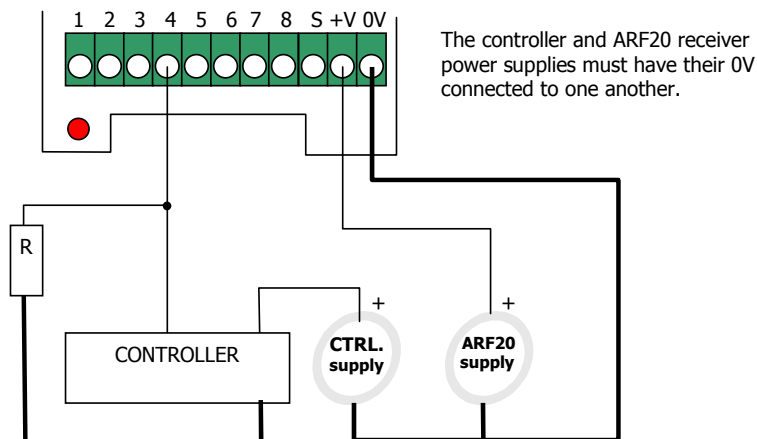 1 2 3 4 5 6 7 8 S +V 0V
The controller and ARF20 receiver
power supplies must have their 0V
connected to one another.
R
+ +
CONTROLLER
CTRL.
supply
ARF20
supply